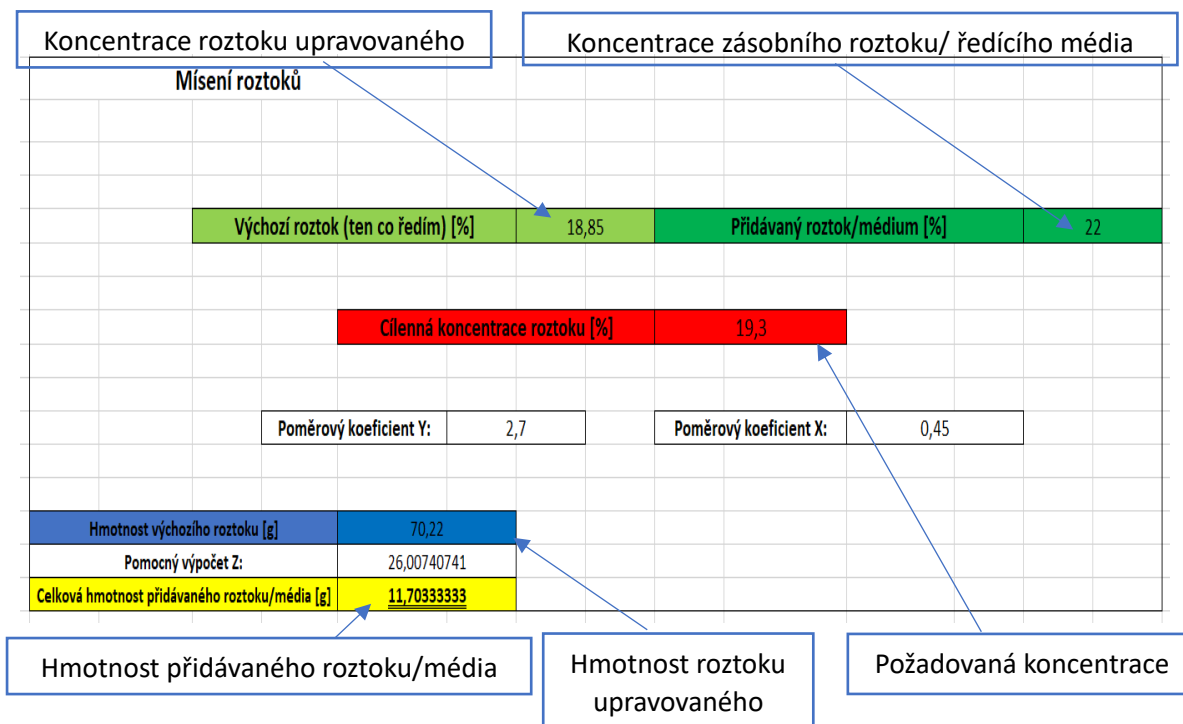 Koncentrace roztoku upravovaného
Koncentrace zásobního roztoku/ ředícího média
Mísení roztoků
Výchozí roztok (ten co ředím) [%] 18,85 Přidávaný roztok/médium [%] 22
Cílenná koncentrace roztoku [%] 19,3
Poměrový koeficient Y: 2,7 Poměrový koeficient X: 0,45
Hmotnost výchozího roztoku [g] 70,22
Pomocný výpočet Z: 26,00740741
Celková hmotnost přidávaného roztoku/média [g] 11,70333333
Hmotnost přidávaného roztoku/média
Hmotnost roztoku
upravovaného
Požadovaná koncentrace